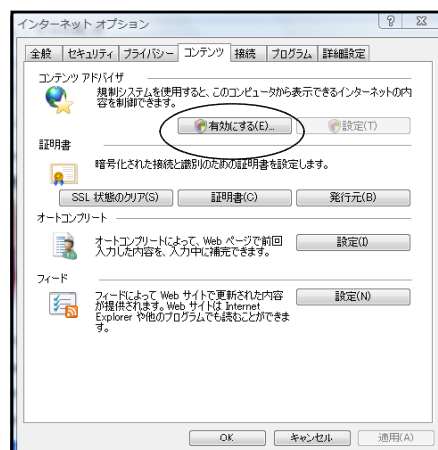 インターネット オプション
全般 セキュリティ プライバシー コンテンツ 接続 プログラム 詳細設定
コンテンツ アドバイザ
規制システムを使用すると、このコンピュータから表示できるインターネットの内
容を制御できます。
有効にする(E)... 設定(T)
証明書
暗号化された接続と識別のための証明書を設定します。
SSL 状態のクリア(S) 証明書(C) 発行元(B)
オートコンプリート
オートコンプリートによって、Web ページで前回
入力した内容を、入力中に補完できます。
設定(I)
フィード
フィードによって Web サイトで更新された内容
が提供されます。Web サイトは Internet
Explorer や他のプログラムでも読むことができま
す。
設定(N)
OK キャンセル 適用(A)